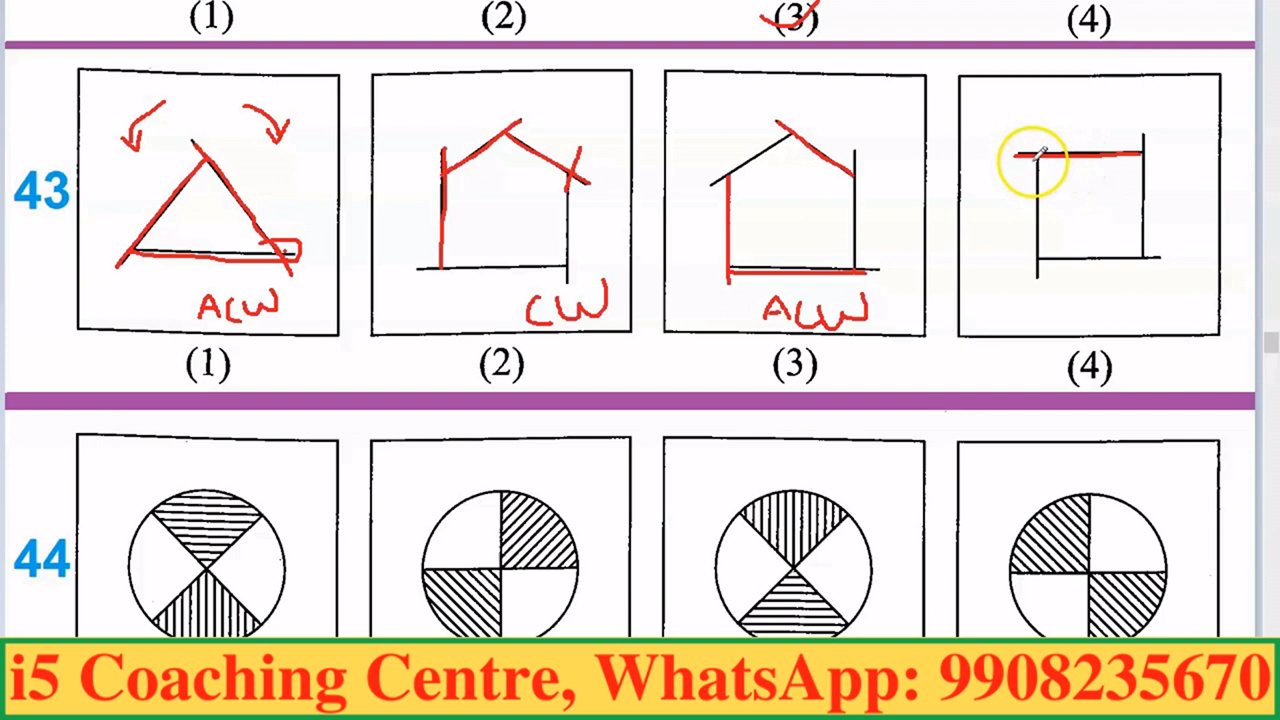 (1) (2) (3) (4)
43
ACW CW ACW
(1) (2) (3) (4)
44
i5 Coaching Centre, WhatsApp: 9908235670